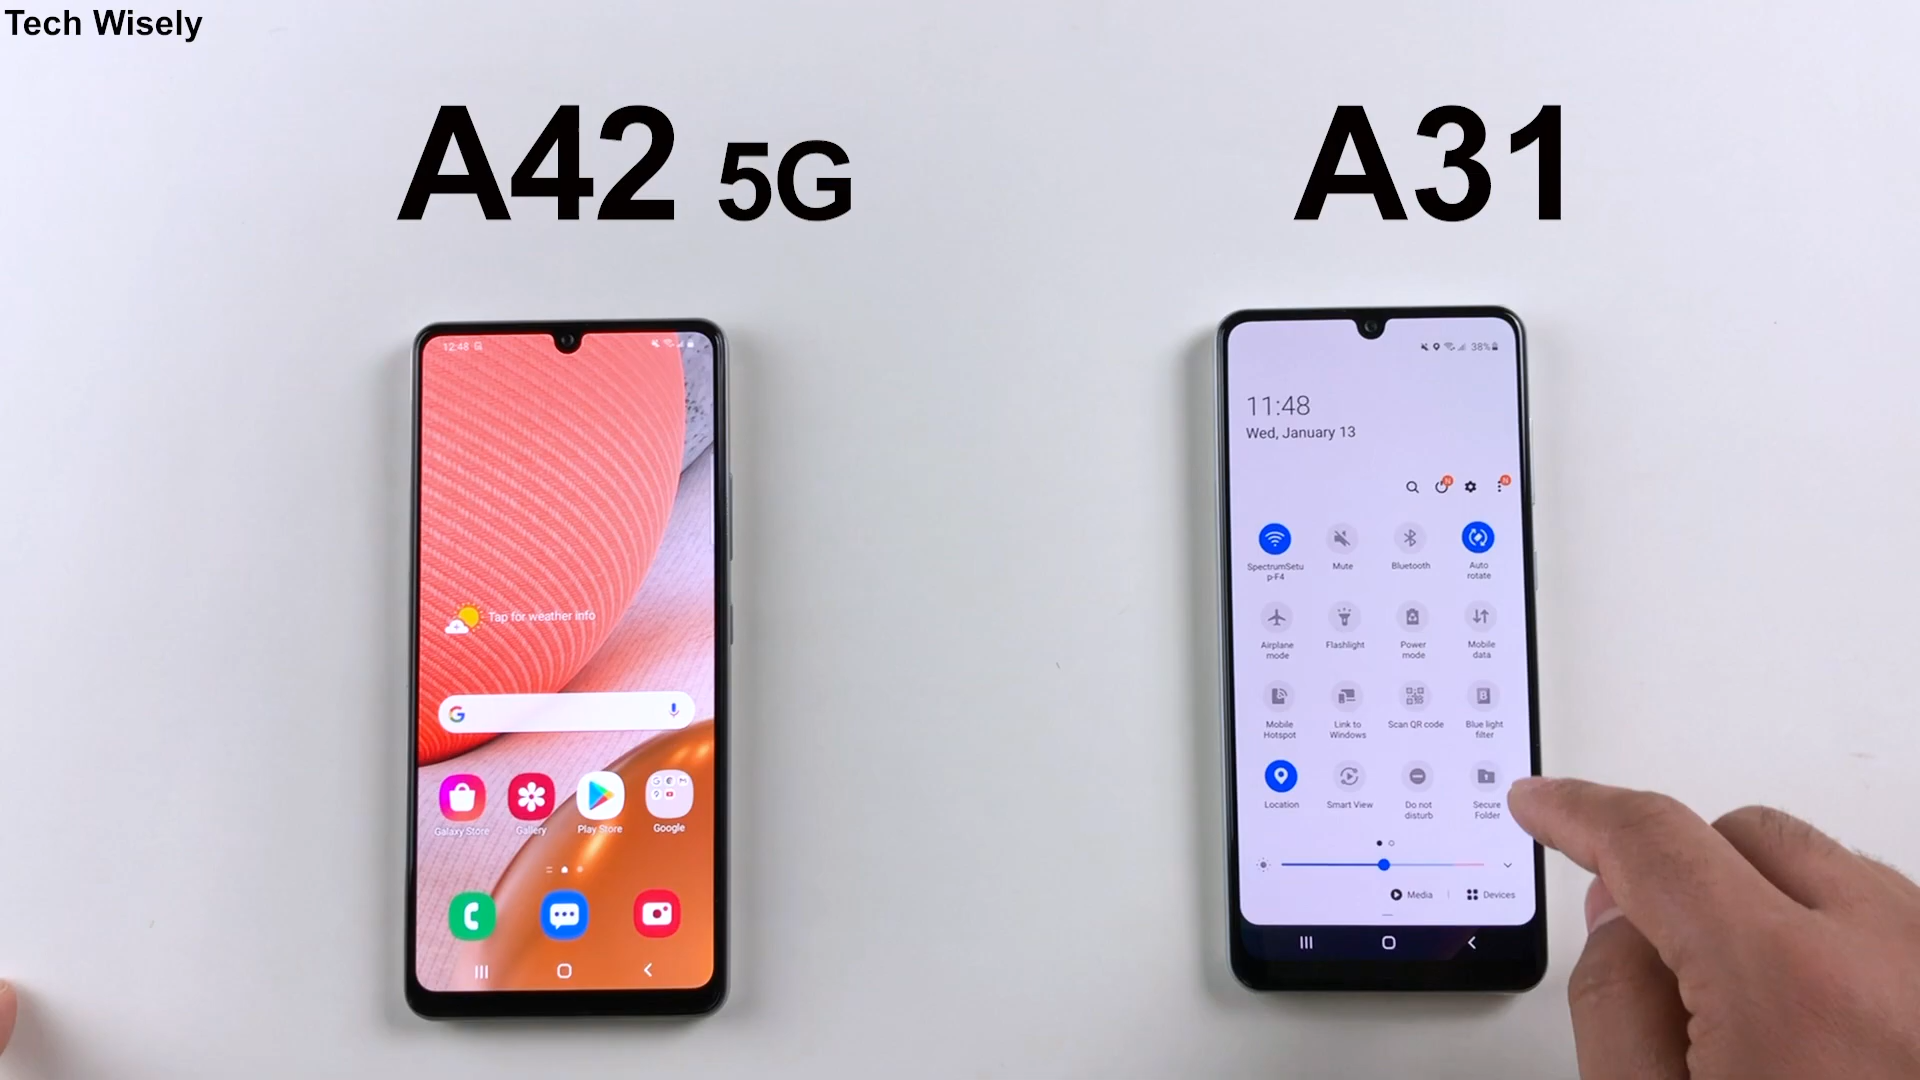 Tech Wisely
A42 5G
A31
12:48
Tap for weather info
G
Galaxy Store
Gallery
Play Store
Google
38%
11:48
Wed, January 13
N
N
SpectrumSetu
p-F4
Mute
Bluetooth
Auto
rotate
Airplane
mode
Flashlight
Power
mode
Mobile
data
Mobile
Hotspot
Link to
Windows
Scan QR code
B
Blue light
filter
Location
Smart View
Do not
disturb
Secure
Folder
Media
Devices